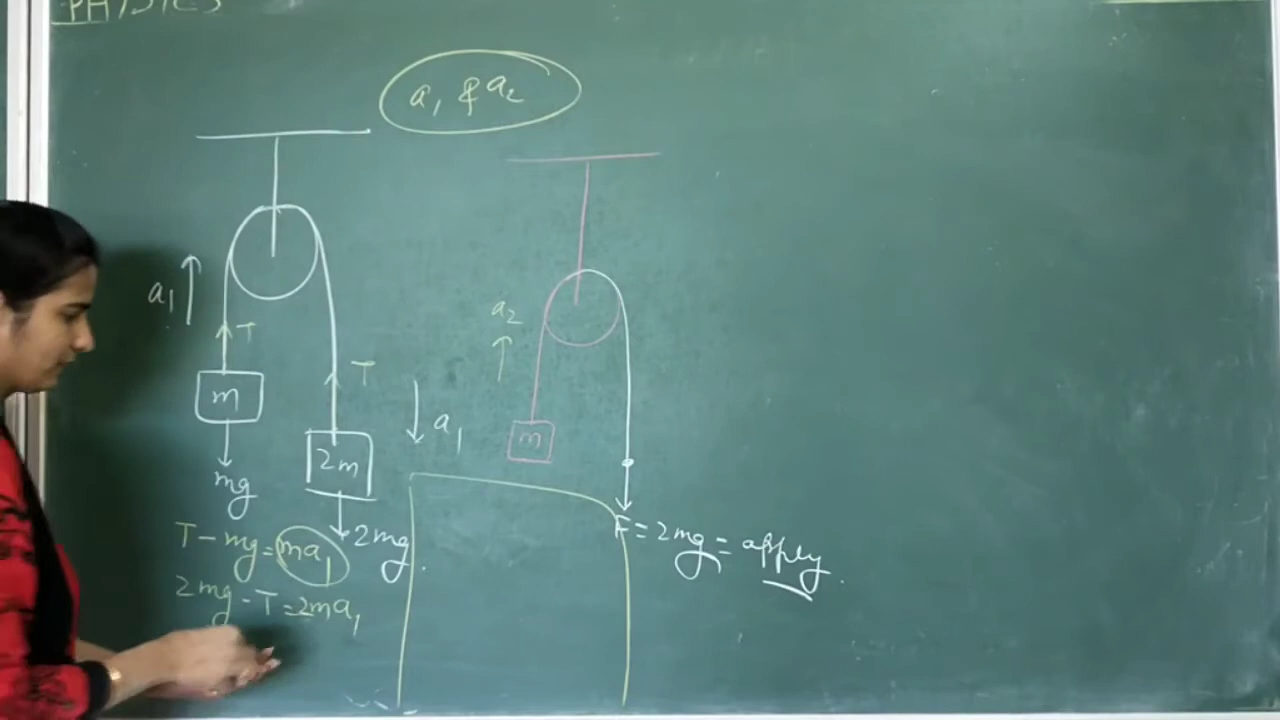 PHYSICS
a₁ & a₂
a₁
T
m
mg
T
2m
2mg.
a₁
T - mg = ma₁
2mg - T = 2ma₁
a₂
m
F = 2mg = apply.